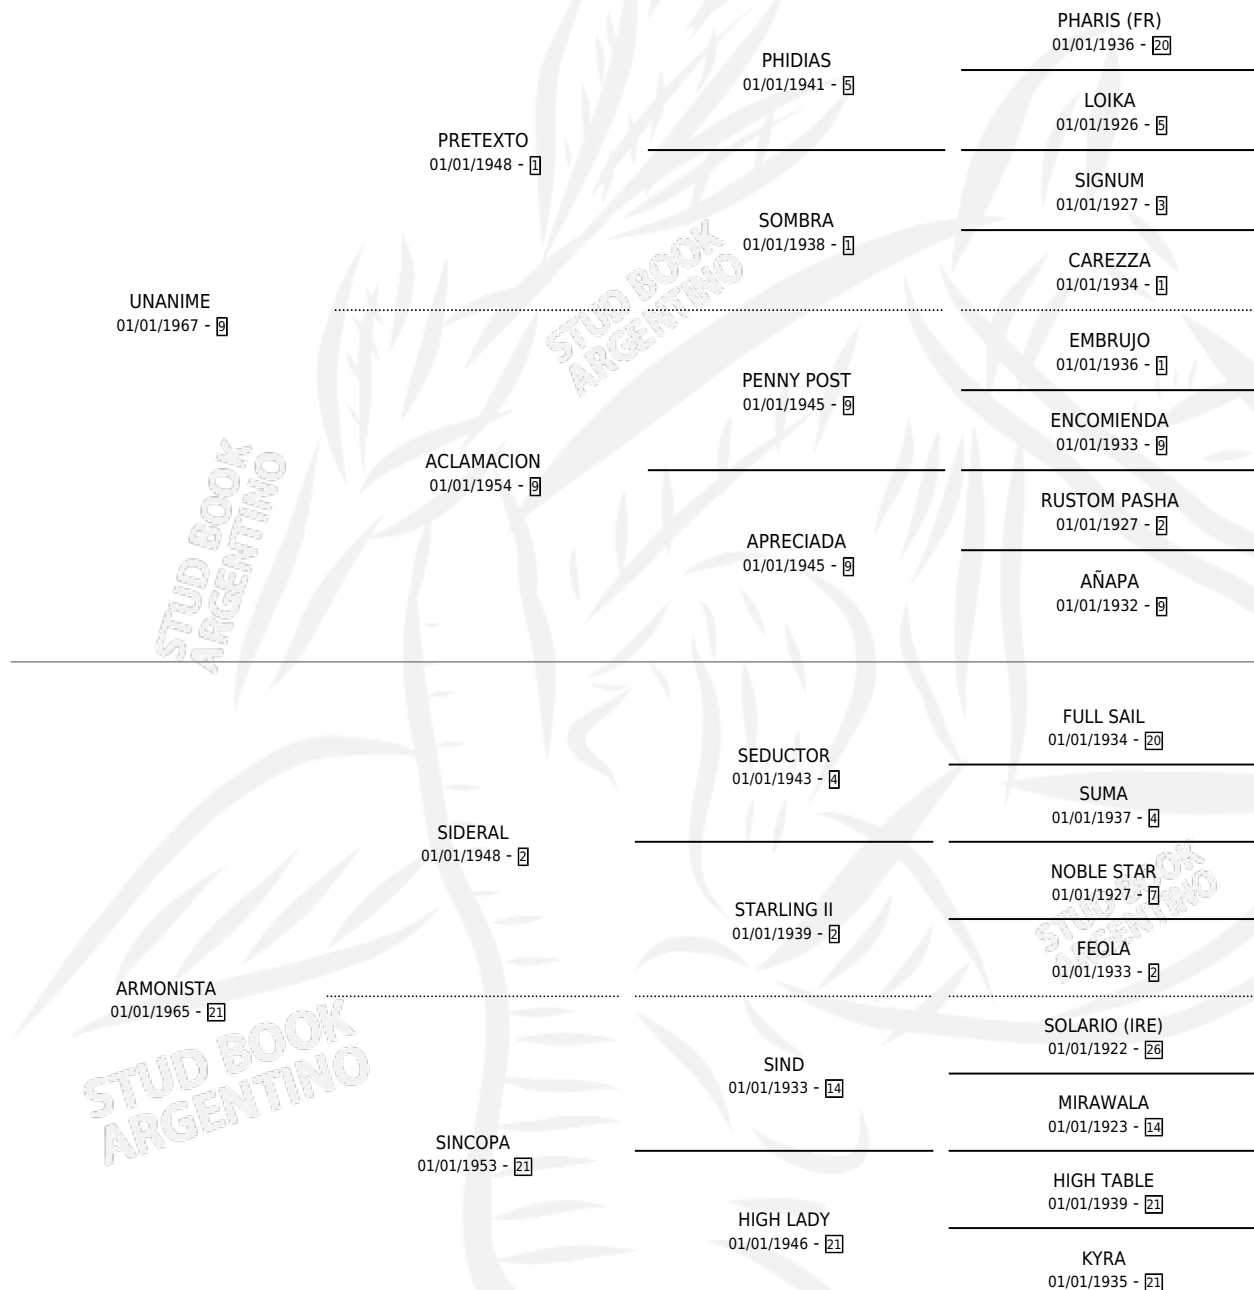 PHARIS (FR)
01/01/1936 - 20
PHIDIAS
01/01/1941 - 5
LOIKA
01/01/1926 - 5
PRETEXTO
01/01/1948 - 1
SIGNUM
01/01/1927 - 3
SOMBRA
01/01/1938 - 1
CAREZZA
01/01/1934 - 1
UNANIME
01/01/1967 - 9
STUD BOOK
ARGENTINO
EMBRUJO
01/01/1936 - 1
PENNY POST
01/01/1945 - 9
ENCOMIENDA
01/01/1933 - 9
ACLAMACION
01/01/1954 - 9
STUD BOOK
ARGENTINO
RUSTOM PASHA
01/01/1927 - 2
APRECIADA
01/01/1945 - 9
AÑAPA
01/01/1932 - 9
FULL SAIL
01/01/1934 - 20
SEDUCTOR
01/01/1943 - 4
SUMA
01/01/1937 - 4
SIDERAL
01/01/1948 - 2
NOBLE STAR
01/01/1927 - 7
STARLING II
01/01/1939 - 2
STUD BOOK
ARGENTINO
FEOLA
01/01/1933 - 2
ARMONISTA
01/01/1965 - 21
SOLARIO (IRE)
01/01/1922 - 26
STUD BOOK
ARGENTINO
SIND
01/01/1933 - 14
MIRAWALA
01/01/1923 - 14
SINCOPA
01/01/1953 - 21
HIGH TABLE
01/01/1939 - 21
HIGH LADY
01/01/1946 - 21
KYRA
01/01/1935 - 21